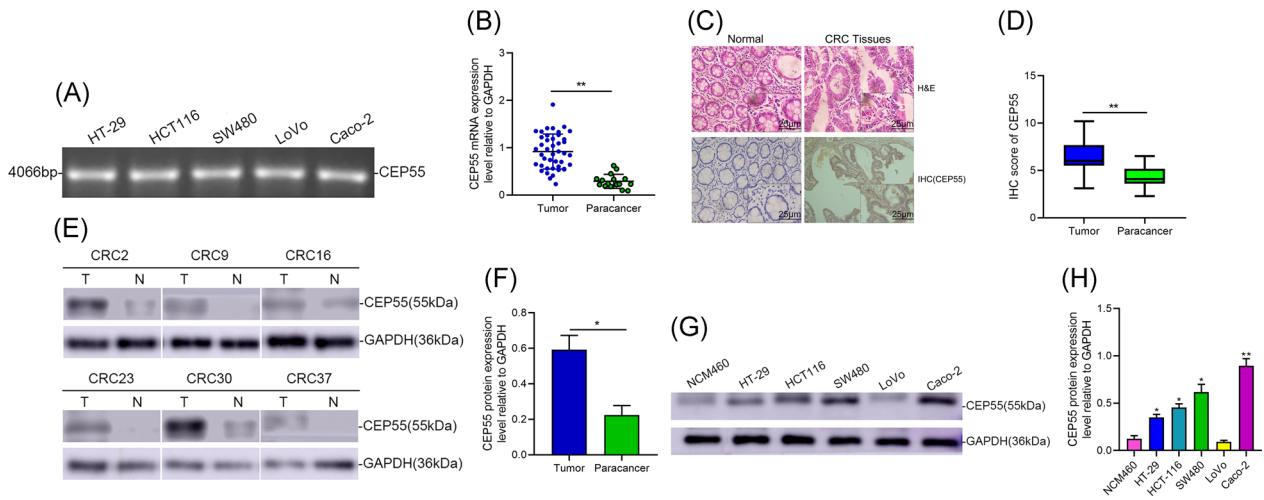 (A)
HT-29 HCT116 SW480 LoVo Caco-2
4066bp- -CEP55
(B)
CEP55 mRNA expression
level relative to GAPDH
3
2
1
0
**
Tumor Paracancer
(C)
Normal CRC Tissues
H&E
25μm 25μm
IHC(CEP55)
25μm 25μm
(D)
IHC score of CEP55
15
10
5
0
**
Tumor Paracancer
(E)
CRC2 CRC9 CRC16
T N T N T N
-CEP55(55kDa)
-GAPDH(36kDa)
CRC23 CRC30 CRC37
T N T N T N
-CEP55(55kDa)
-GAPDH(36kDa)
(F)
CEP55 protein expression
level relative to GAPDH
0.8
0.6
0.4
0.2
0.0
*
Tumor Paracancer
(G)
NCM460 HT-29 HCT116 SW480 LoVo Caco-2
-CEP55(55kDa)
-GAPDH(36kDa)
(H)
CEP55 protein expression
level relative to GAPDH
1.5
1.0
0.5
0.0
* * * **
NCM460 HT-29 HCT-116 SW480 LoVo Caco-2